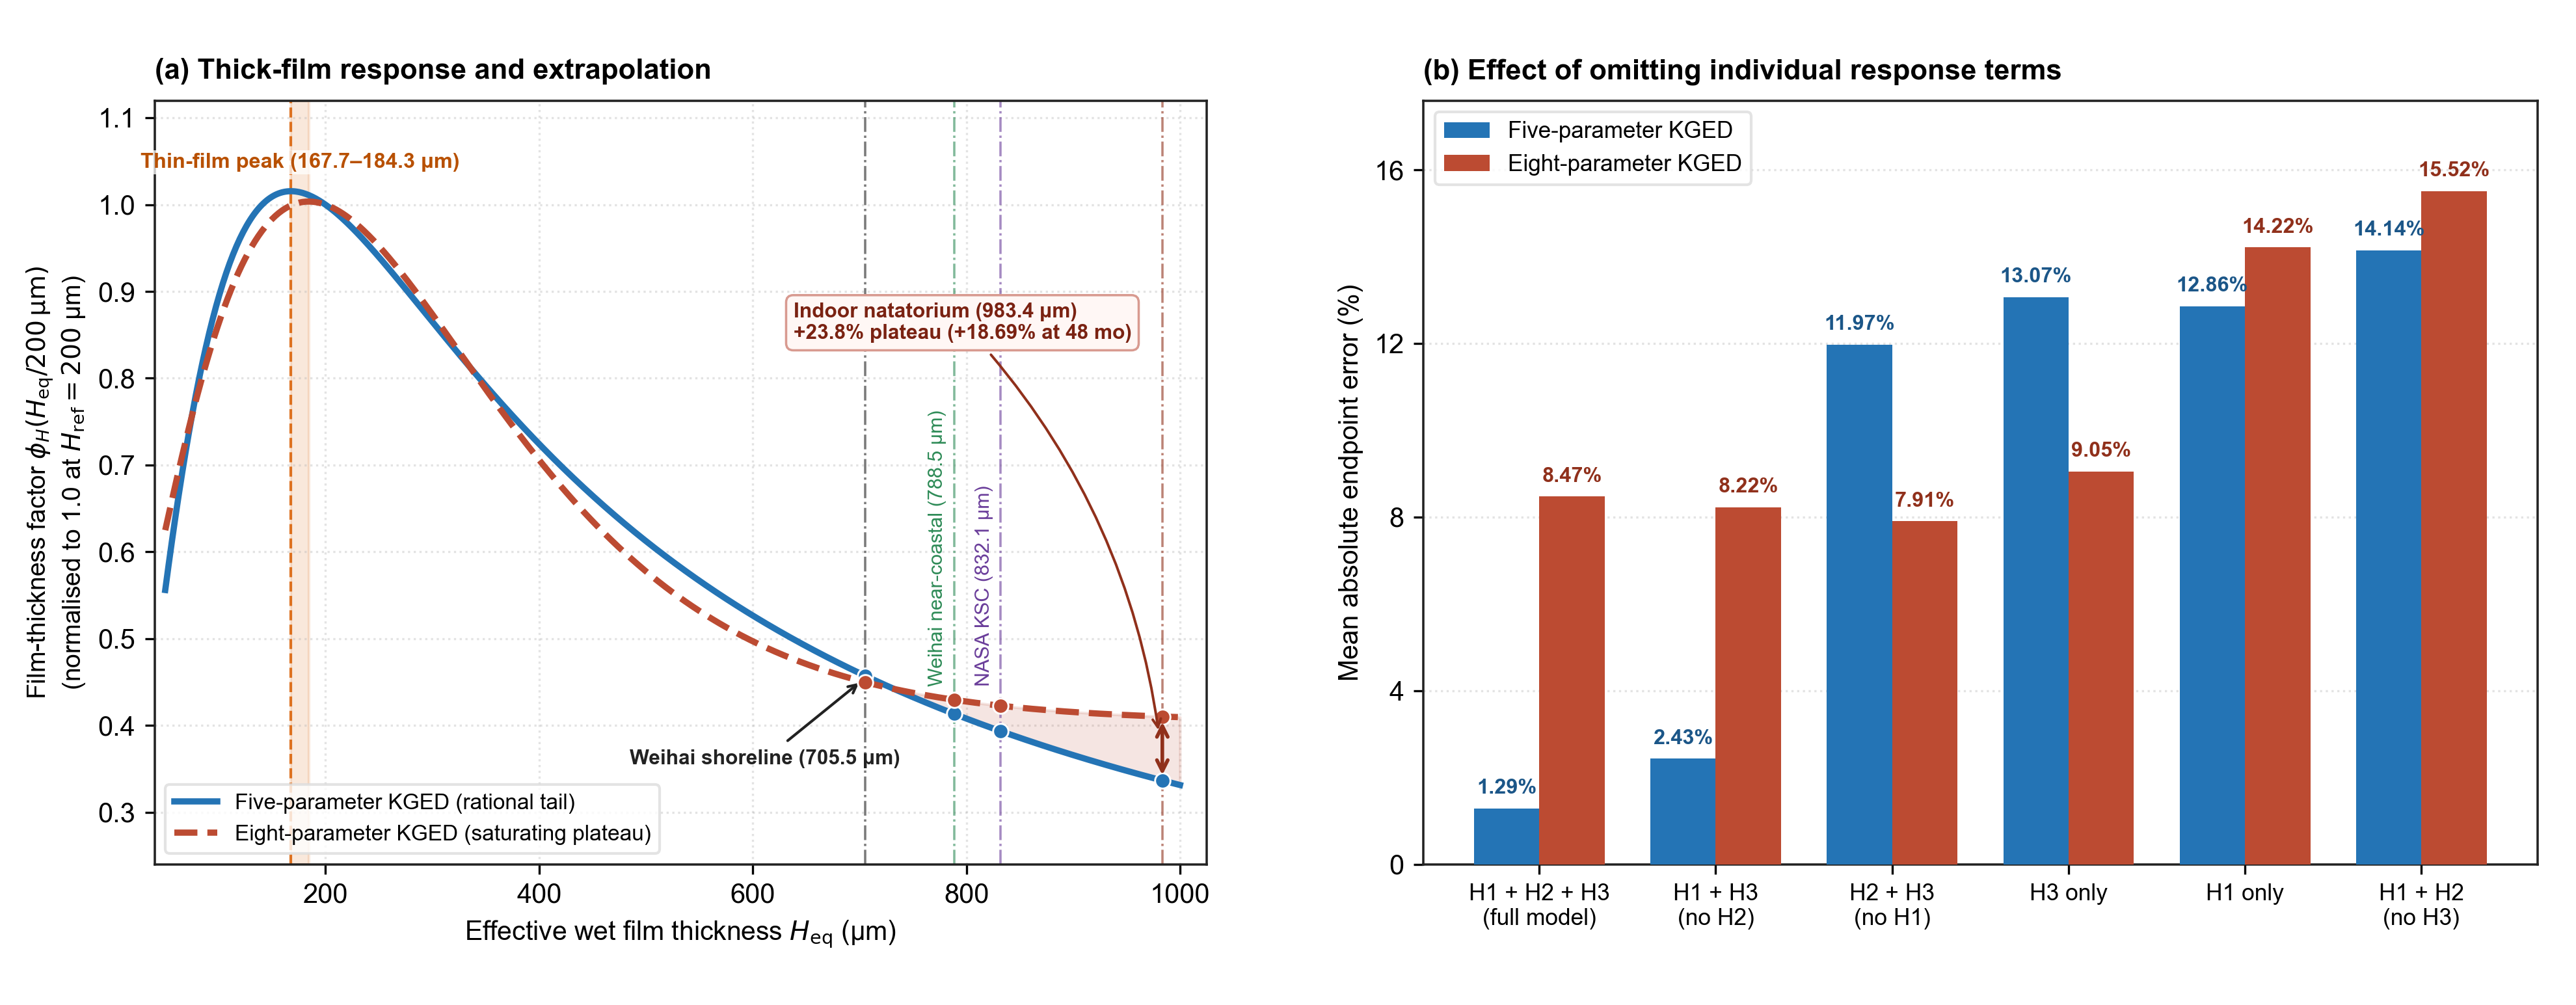 (a) Thick-film response and extrapolation
1.1
1.0
0.9
0.8
0.7
0.6
0.5
0.4
0.3
Film-thickness factor ϕH(Heq/200 µm)
(normalised to 1.0 at Href = 200 µm)
Thin-film peak (167.7–184.3 µm)
Indoor natatorium (983.4 µm)
+23.8% plateau (+18.69% at 48 mo)
Weihai near-coastal (788.5 µm)
NASA KSC (832.1 µm)
Weihai shoreline (705.5 µm)
Five-parameter KGED (rational tail)
Eight-parameter KGED (saturating plateau)
200
400
600
800
1000
Effective wet film thickness Heq (µm)
(b) Effect of omitting individual response terms
Five-parameter KGED
Eight-parameter KGED
16
12
8
4
0
Mean absolute endpoint error (%)
1.29%
8.47%
2.43%
8.22%
11.97%
7.91%
13.07%
9.05%
12.86%
14.22%
14.14%
15.52%
H1 + H2 + H3
(full model)
H1 + H3
(no H2)
H2 + H3
(no H1)
H3 only
H1 only
H1 + H2
(no H3)